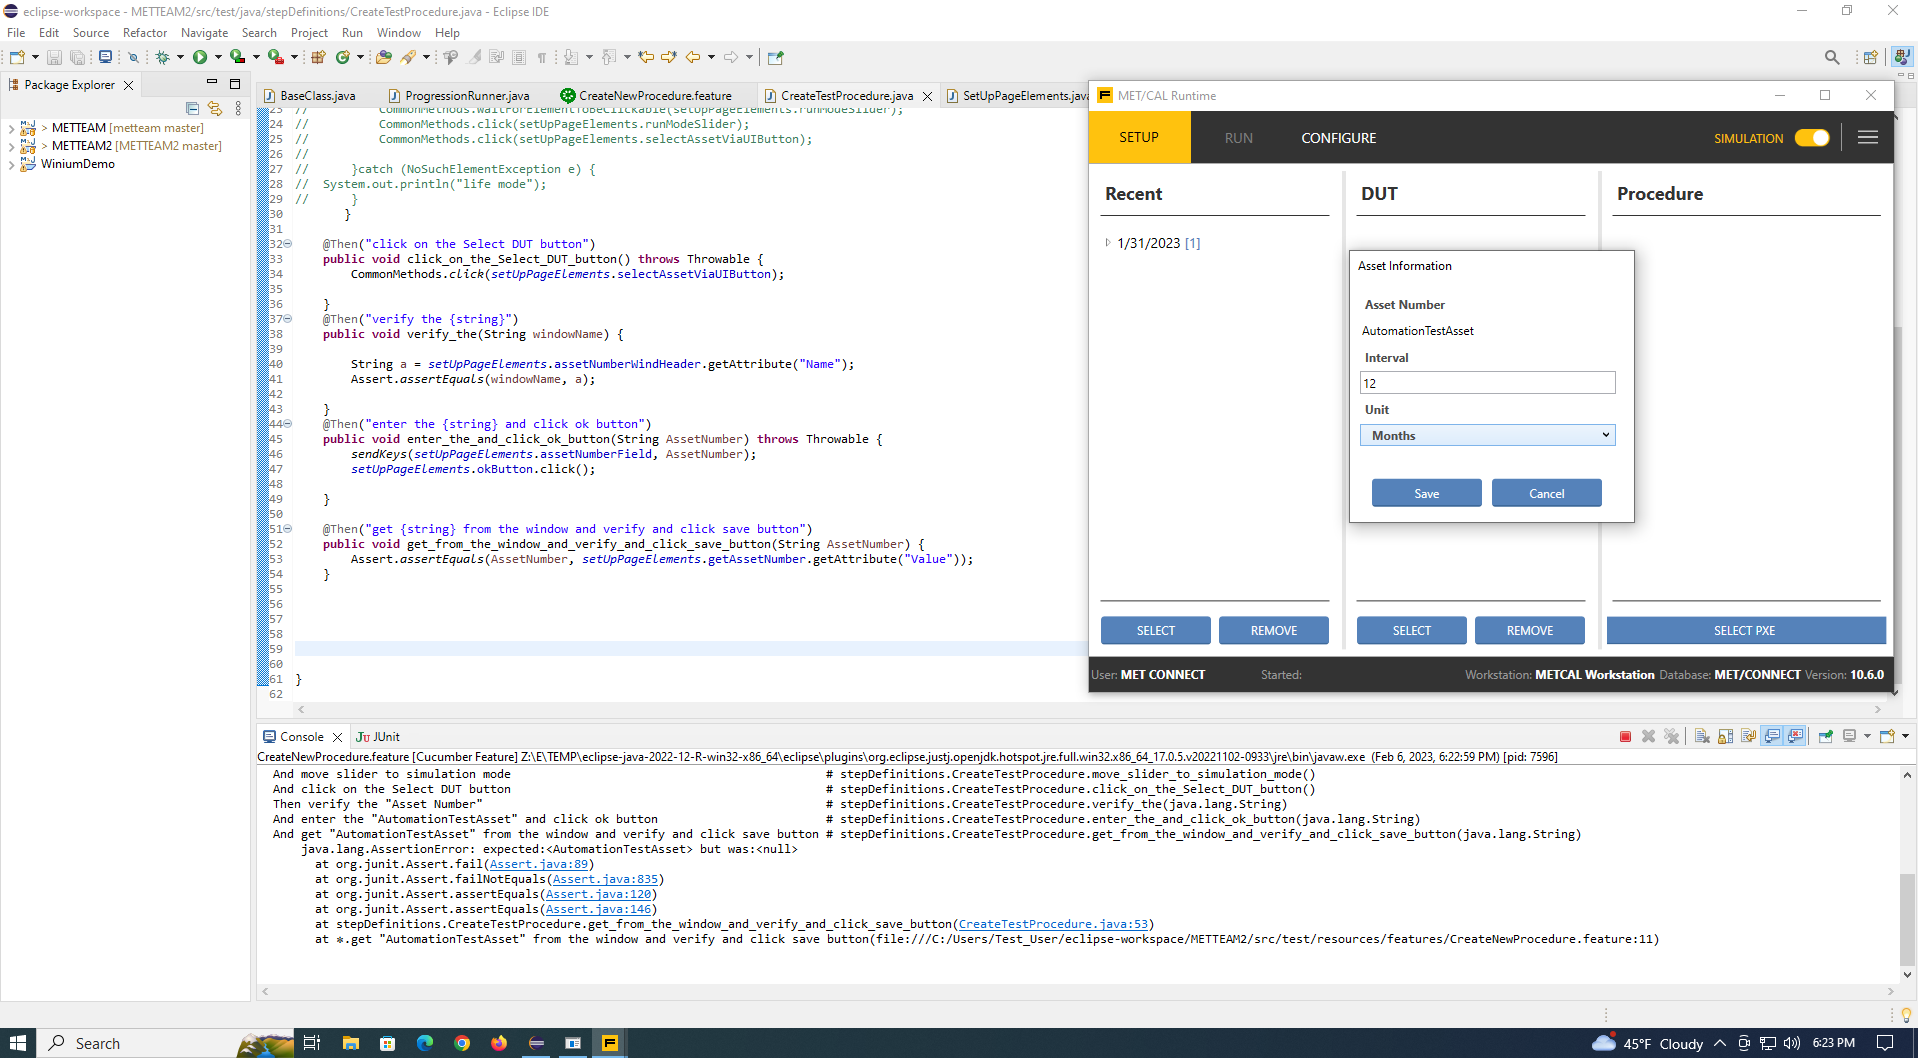 eclipse-workspace - METTEAM2/src/test/java/stepDefinitions/CreateTestProcedure.java - Eclipse IDE
File Edit Source Refactor Navigate Search Project Run Window Help
Package Explorer
> METTEAM [metteam master]
> METTEAM2 [METTEAM2 master]
WiniumDemo
BaseClass.java ProgressionRunner.java CreateNewProcedure.feature CreateTestProcedure.java SetUpPageElements.java
23 // CommonMethods.waitForElementToBeClickable(setUpPageElements.runModeSlider);
24 // CommonMethods.click(setUpPageElements.runModeSlider);
25 // CommonMethods.click(setUpPageElements.selectAssetViaUIButton);
26 //
27 // }catch (NoSuchElementException e) {
28 // System.out.println("life mode");
29 // }
30 }
31
32 @Then("click on the Select DUT button")
33 public void click_on_the_Select_DUT_button() throws Throwable {
34 CommonMethods.click(setUpPageElements.selectAssetViaUIButton);
35
36 }
37 @Then("verify the {string}")
38 public void verify_the(String windowName) {
39
40 String a = setUpPageElements.assetNumberWindHeader.getAttribute("Name");
41 Assert.assertEquals(windowName, a);
42
43 }
44 @Then("enter the {string} and click ok button")
45 public void enter_the_and_click_ok_button(String AssetNumber) throws Throwable {
46 sendKeys(setUpPageElements.assetNumberField, AssetNumber);
47 setUpPageElements.okButton.click();
48
49 }
50
51 @Then("get {string} from the window and verify and click save button")
52 public void get_from_the_window_and_verify_and_click_save_button(String AssetNumber) {
53 Assert.assertEquals(AssetNumber, setUpPageElements.getAssetNumber.getAttribute("Value"));
54 }
55
56
57
58
59
60
61 }
62
MET/CAL Runtime
SETUP RUN CONFIGURE SIMULATION
Recent DUT Procedure
1/31/2023 [1]
Asset Information
Asset Number
AutomationTestAsset
Interval
12
Unit
Months
Save Cancel
SELECT REMOVE SELECT REMOVE SELECT PXE
User: MET CONNECT Started: Workstation: METCAL Workstation Database: MET/CONNECT Version: 10.6.0
Console JUnit
CreateNewProcedure.feature [Cucumber Feature] Z:\E\TEMP\eclipse-java-2022-12-R-win32-x86_64\eclipse\plugins\org.eclipse.justj.openjdk.hotspot.jre.full.win32.x86_64_17.0.5.v20221102-0933\jre\bin\javaw.exe (Feb 6, 2023, 6:22:59 PM) [pid: 7596]
And move slider to simulation mode # stepDefinitions.CreateTestProcedure.move_slider_to_simulation_mode()
And click on the Select DUT button # stepDefinitions.CreateTestProcedure.click_on_the_Select_DUT_button()
Then verify the "Asset Number" # stepDefinitions.CreateTestProcedure.verify_the(java.lang.String)
And enter the "AutomationTestAsset" and click ok button # stepDefinitions.CreateTestProcedure.enter_the_and_click_ok_button(java.lang.String)
And get "AutomationTestAsset" from the window and verify and click save button # stepDefinitions.CreateTestProcedure.get_from_the_window_and_verify_and_click_save_button(java.lang.String)
java.lang.AssertionError: expected:<AutomationTestAsset> but was:<null>
at org.junit.Assert.fail(Assert.java:89)
at org.junit.Assert.failNotEquals(Assert.java:835)
at org.junit.Assert.assertEquals(Assert.java:120)
at org.junit.Assert.assertEquals(Assert.java:146)
at stepDefinitions.CreateTestProcedure.get_from_the_window_and_verify_and_click_save_button(CreateTestProcedure.java:53)
at ✽.get "AutomationTestAsset" from the window and verify and click save button(file:///C:/Users/Test_User/eclipse-workspace/METTEAM2/src/test/resources/features/CreateNewProcedure.feature:11)
Search 45°F Cloudy 6:23 PM